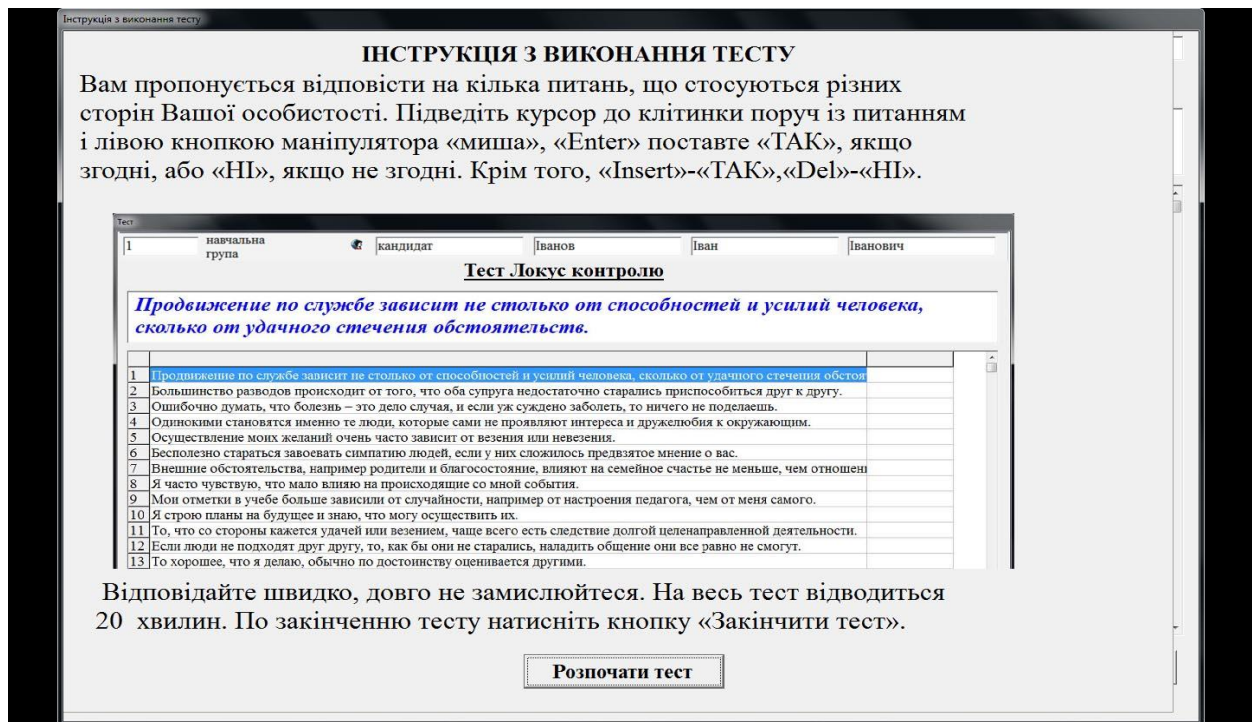 Інструкція з виконання тесту
ІНСТРУКЦІЯ З ВИКОНАННЯ ТЕСТУ
Вам пропонується відповісти на кілька питань, що стосуються різних
сторін Вашої особистості. Підведіть курсор до клітинки поруч із питанням
і лівою кнопкою маніпулятора «миша», «Enter» поставте «ТАК», якщо
згодні, або «НІ», якщо не згодні. Крім того, «Insert»-«ТАК»,«Del»-«НІ».
Тест
1 навчальна група кандидат Іванов Іван Іванович
Тест Локус контролю
Продвижение по службе зависит не столько от способностей и усилий человека,
сколько от удачного стечения обстоятельств.
1 Продвижение по службе зависит не столько от способностей и усилий человека, сколько от удачного стечения обстоят
2 Большинство разводов происходит от того, что оба супруга недостаточно старались приспособиться друг к другу.
3 Ошибочно думать, что болезнь – это дело случая, и если уж суждено заболеть, то ничего не поделаешь.
4 Одинокими становятся именно те люди, которые сами не проявляют интереса и дружелюбия к окружающим.
5 Осуществление моих желаний очень часто зависит от везения или невезения.
6 Бесполезно стараться завоевать симпатию людей, если у них сложилось предвзятое мнение о вас.
7 Внешние обстоятельства, например родители и благосостояние, влияют на семейное счастье не меньше, чем отношени
8 Я часто чувствую, что мало влияю на происходящие со мной события.
9 Мои отметки в учебе больше зависили от случайности, например от настроения педагога, чем от меня самого.
10 Я строю планы на будущее и знаю, что могу осуществить их.
11 То, что со стороны кажется удачей или везением, чаще всего есть следствие долгой целенаправленной деятельности.
12 Если люди не подходят друг другу, то, как бы они не старались, наладить общение они все равно не смогут.
13 То хорошее, что я делаю, обычно по достоинству оценивается другими.
Відповідайте швидко, довго не замислюйтеся. На весь тест відводиться
20 хвилин. По закінченню тесту натисніть кнопку «Закінчити тест».
Розпочати тест